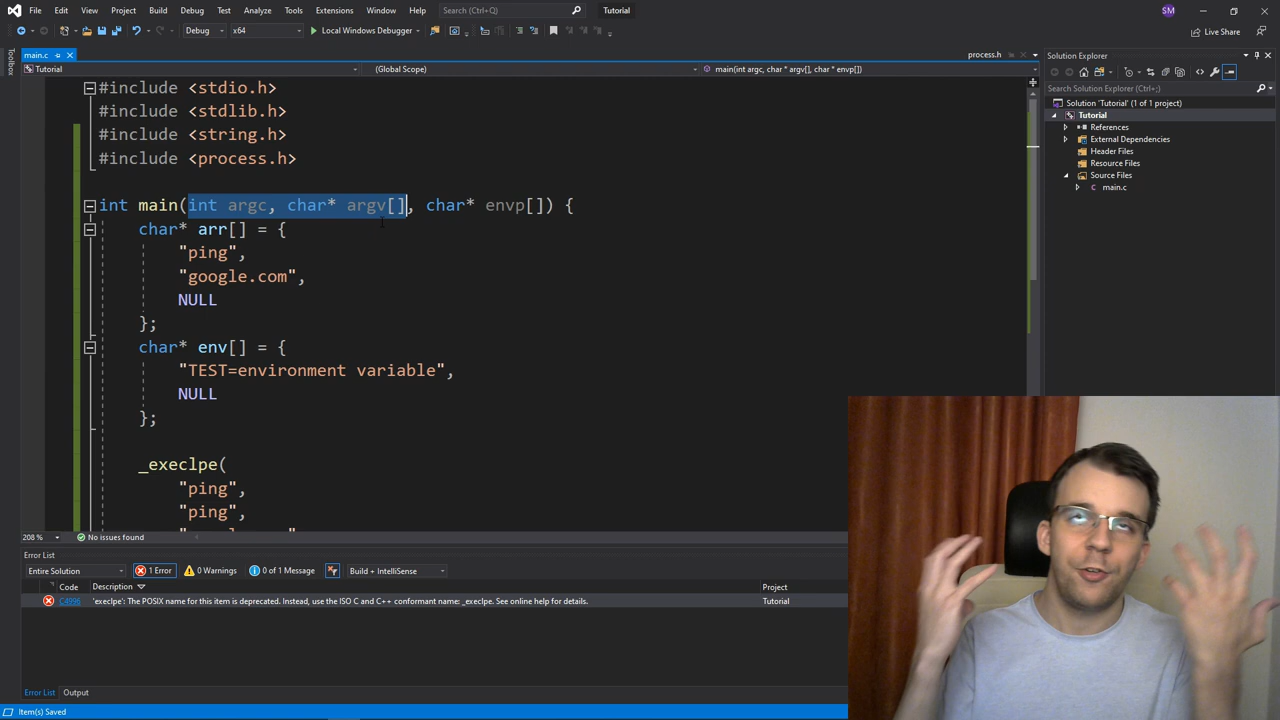 File Edit View Git Project Build Debug Test Analyze Tools Extensions Window Help Search (Ctrl+Q) Tutorial SM
Debug x64 Local Windows Debugger Live Share
Toolbox
main.c process.h
Tutorial (Global Scope) main(int argc, char * argv[], char * envp[])
#include <stdio.h>
#include <stdlib.h>
#include <string.h>
#include <process.h>
int main(int argc, char* argv[], char* envp[]) {
char* arr[] = {
"ping",
"google.com",
NULL
};
char* env[] = {
"TEST=environment variable",
NULL
};
_execlpe(
"ping",
"ping",
208 % No issues found
Solution Explorer
Search Solution Explorer (Ctrl+;)
Solution 'Tutorial' (1 of 1 project)
Tutorial
References
External Dependencies
Header Files
Resource Files
Source Files
main.c
Error List
Entire Solution 1 Error 0 Warnings 0 of 1 Message Build + IntelliSense
Code Description Project
C4996 'execlpe': The POSIX name for this item is deprecated. Instead, use the ISO C and C++ conformant name: _execlpe. See online help for details. Tutorial
Error List Output
Item(s) Saved